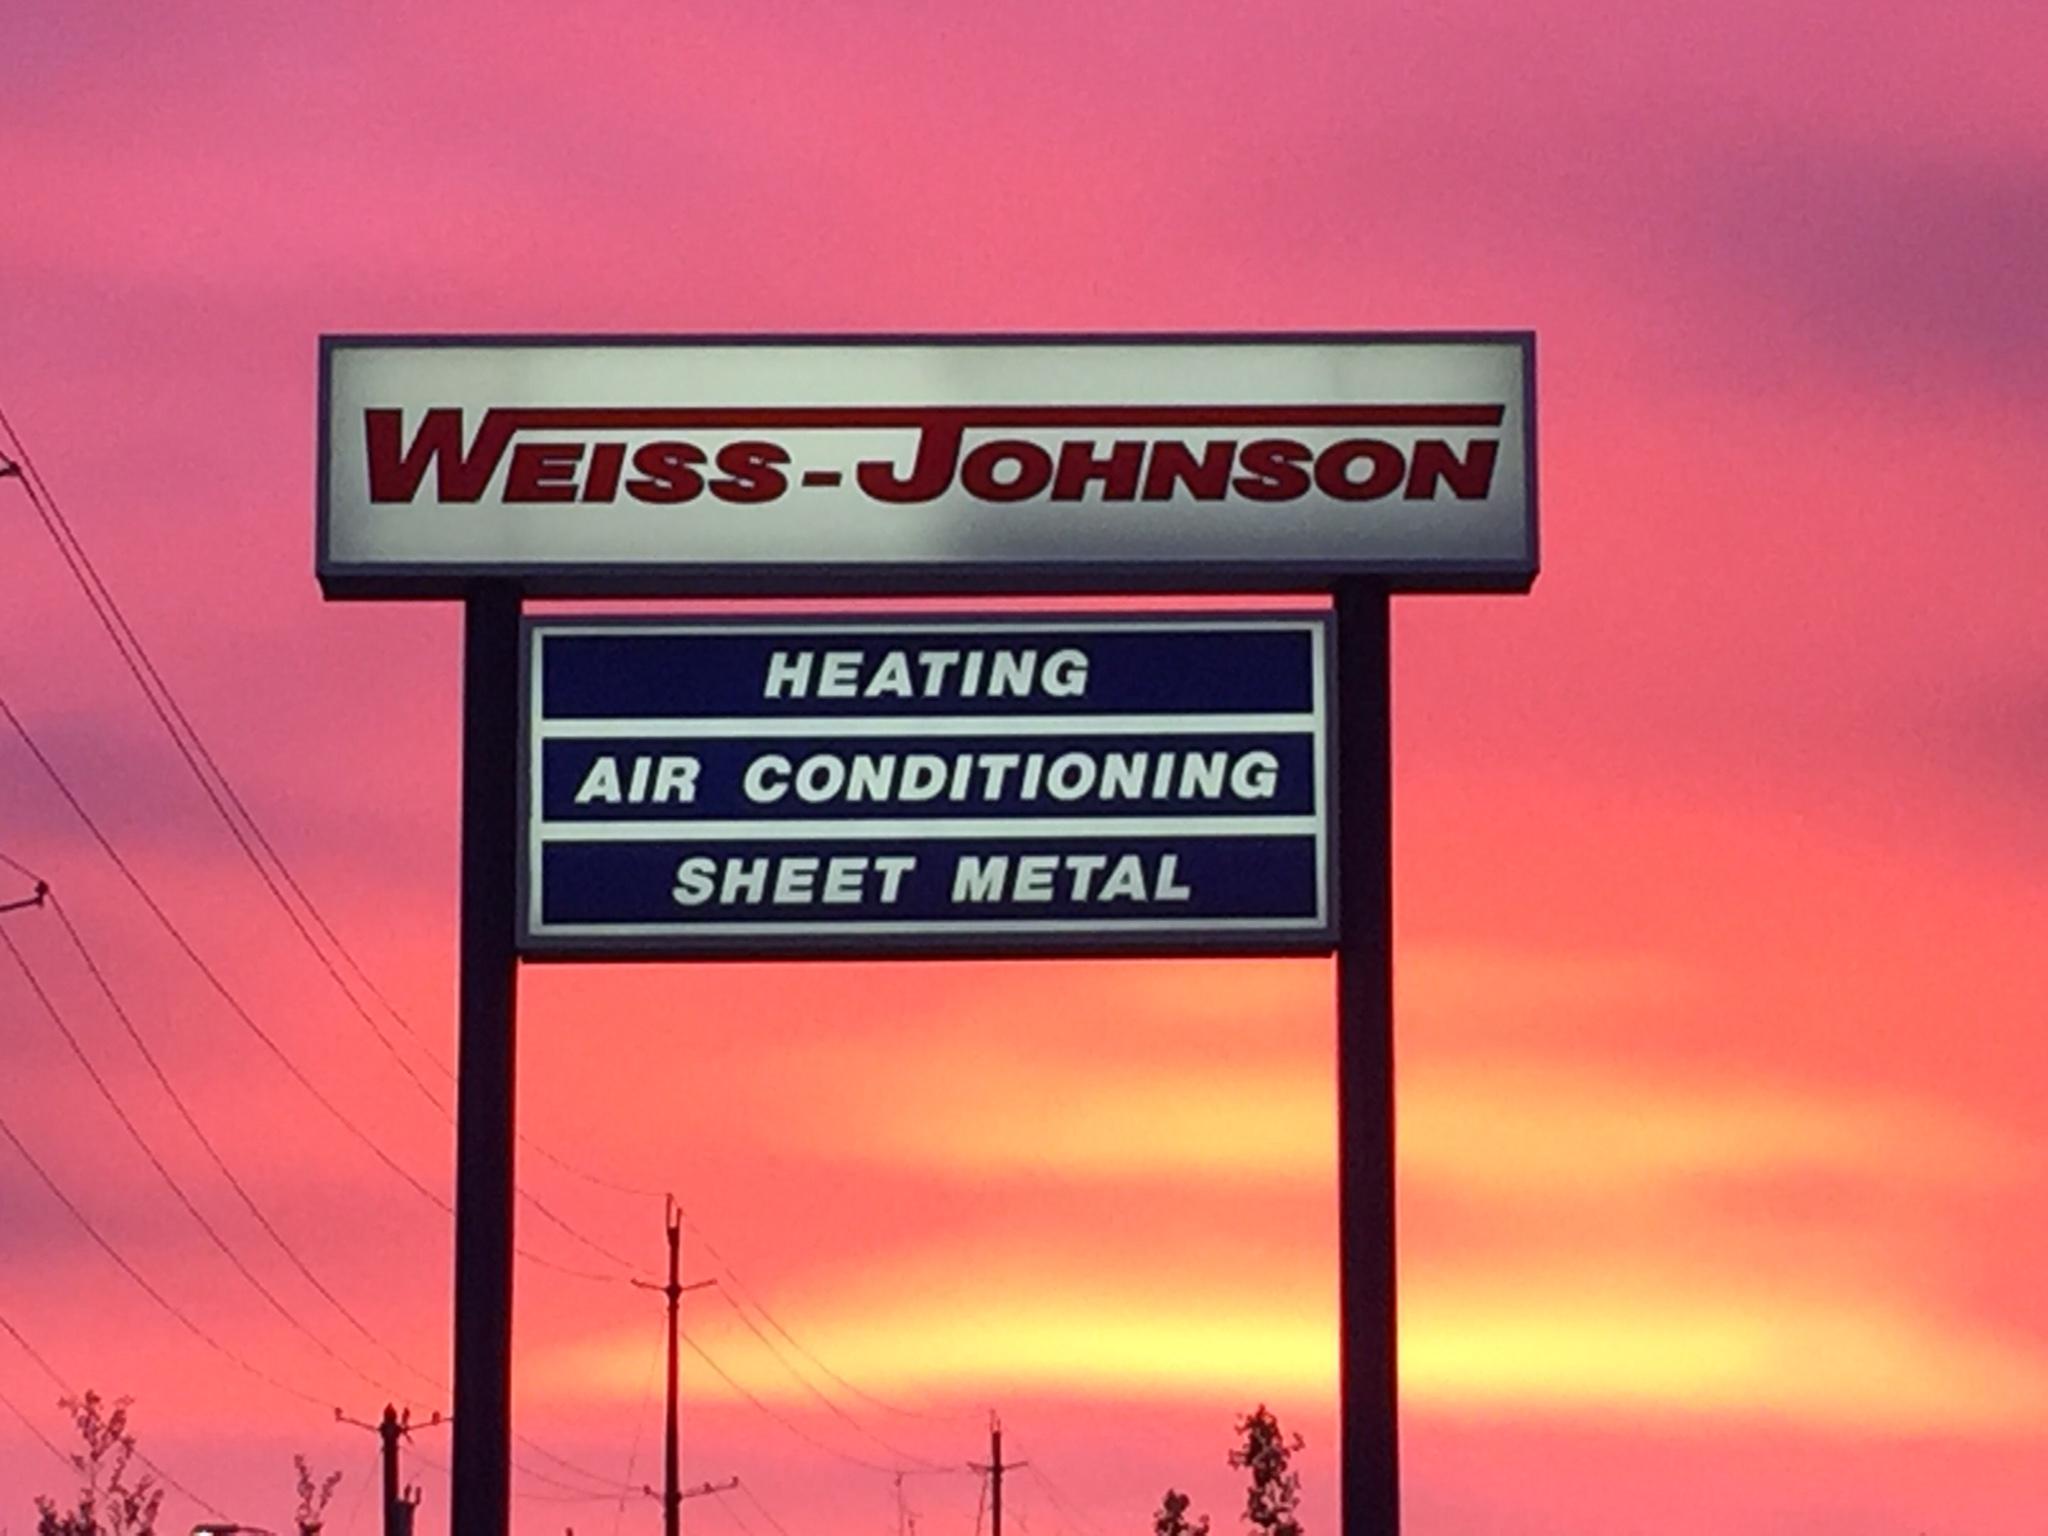 WEISS-JOHNSON
HEATING
AIR CONDITIONING
SHEET METAL